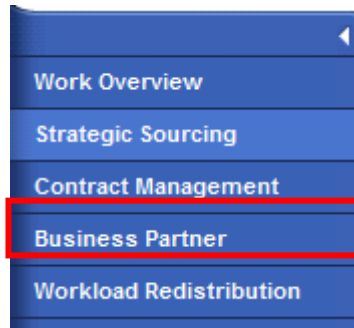 Work Overview
Strategic Sourcing
Contract Management
Business Partner
Workload Redistribution